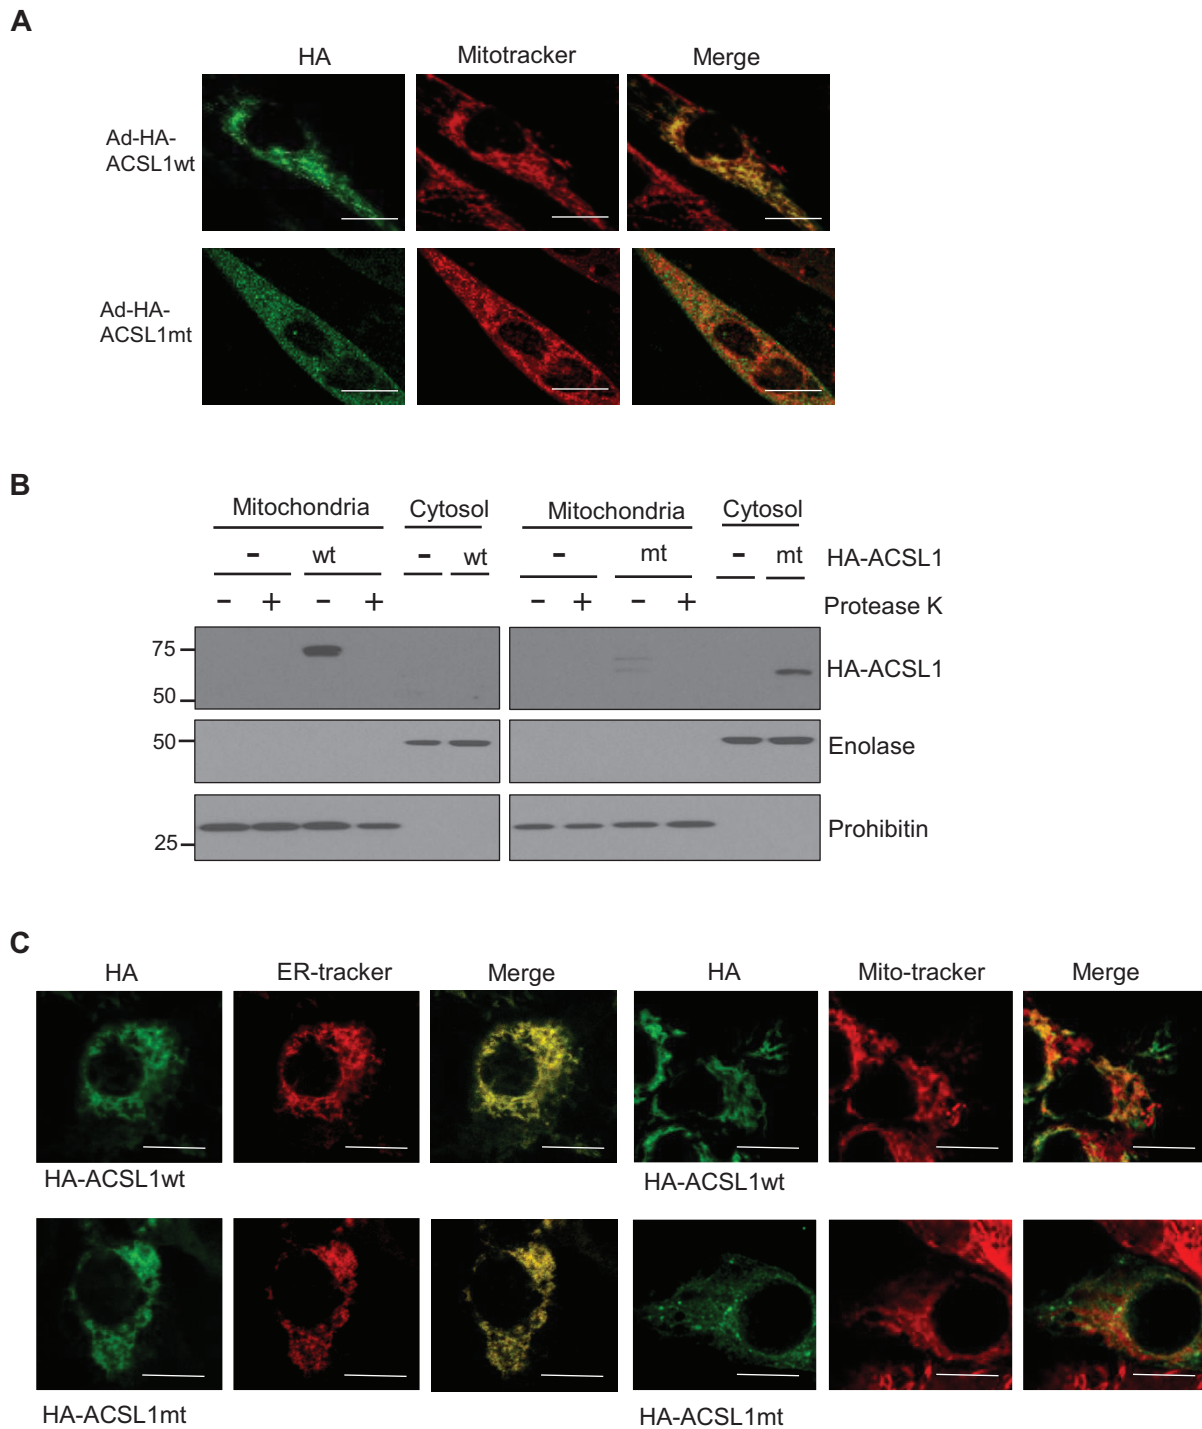 A
HA Mitotracker Merge
Ad-HA-
ACSL1wt
Ad-HA-
ACSL1mt
B
Mitochondria Cytosol Mitochondria Cytosol
- wt - wt - mt - mt HA-ACSL1
- + - + - + - + Protease K
75
HA-ACSL1
50
50
Enolase
Prohibitin
25
C
HA ER-tracker Merge HA Mito-tracker Merge
HA-ACSL1wt HA-ACSL1wt
HA-ACSL1mt HA-ACSL1mt